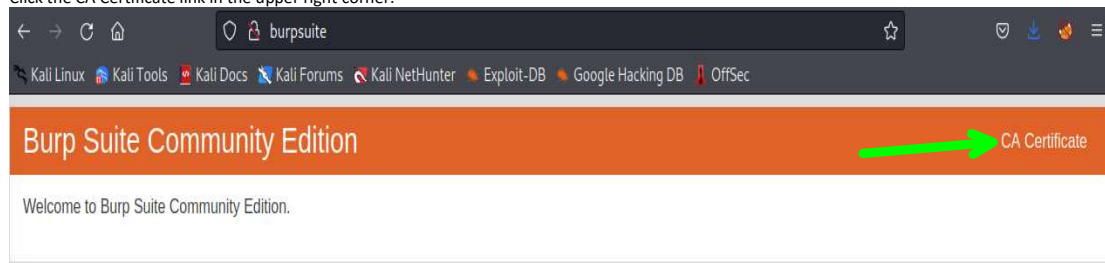 Click the CA Certificate link in the upper right corner.
burpsuite
Kali Linux Kali Tools Kali Docs Kali Forums Kali NetHunter Exploit-DB Google Hacking DB OffSec
Burp Suite Community Edition CA Certificate
Welcome to Burp Suite Community Edition.